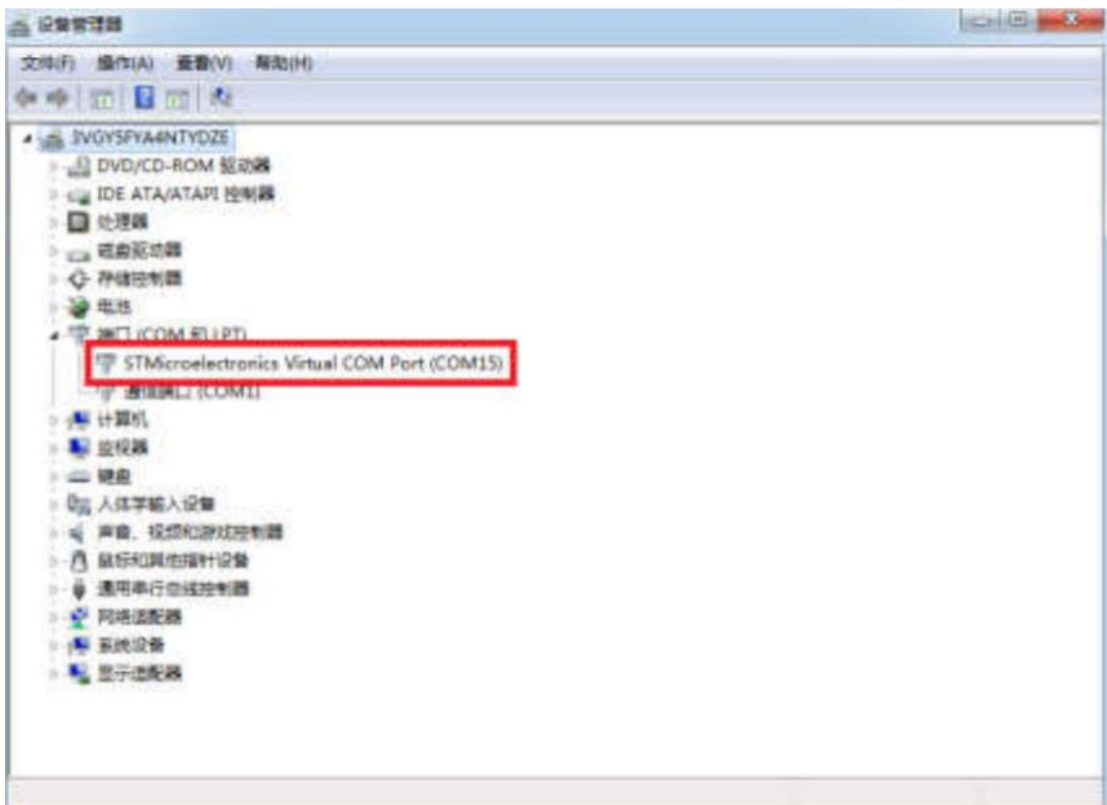 设备管理器
文件(F) 操作(A) 查看(V) 帮助(H)
3VGY5FYA4NTYDZE
DVD/CD-ROM 驱动器
IDE ATA/ATAPI 控制器
处理器
磁盘驱动器
存储控制器
电池
端口 (COM 和 LPT)
STMicroelectronics Virtual COM Port (COM15)
通信端口 (COM1)
计算机
监视器
键盘
人体学输入设备
声音、视频和游戏控制器
鼠标和其他指针设备
通用串行总线控制器
网络适配器
系统设备
显示适配器